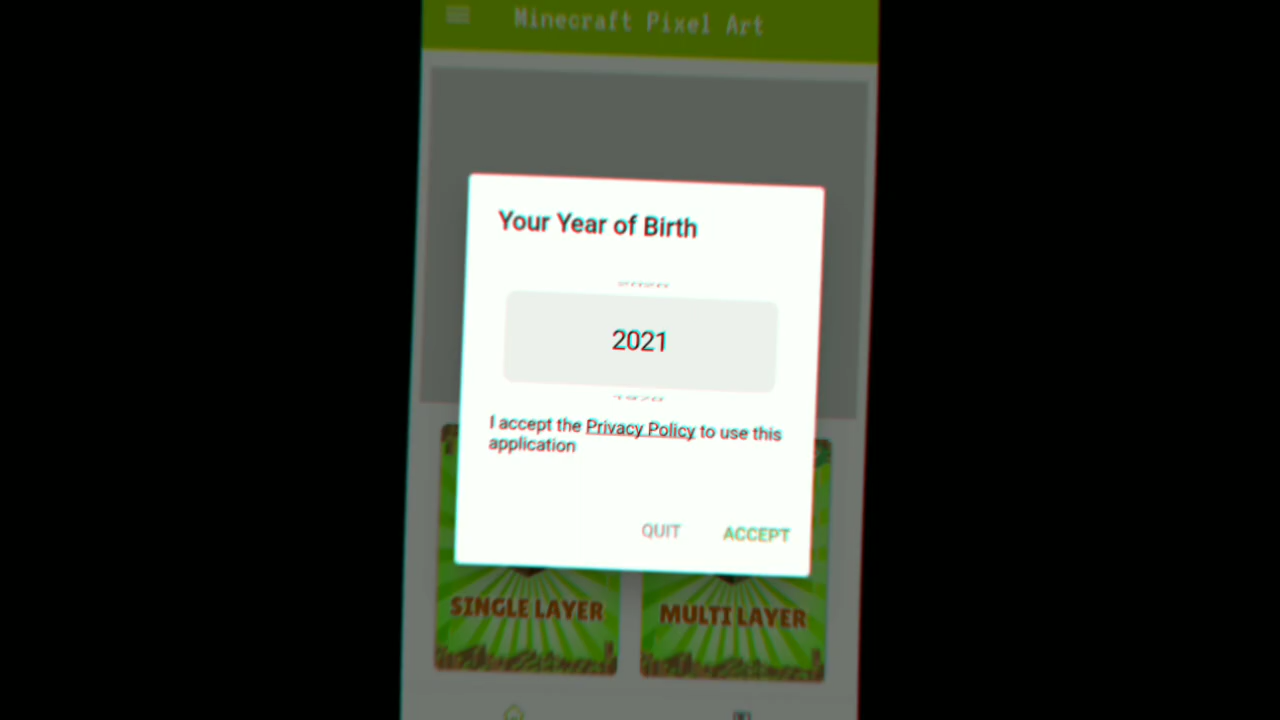 Minecraft Pixel Art
Your Year of Birth
2020
2021
I accept the Privacy Policy to use this
application
QUIT
ACCEPT
SINGLE LAYER
MULTI LAYER